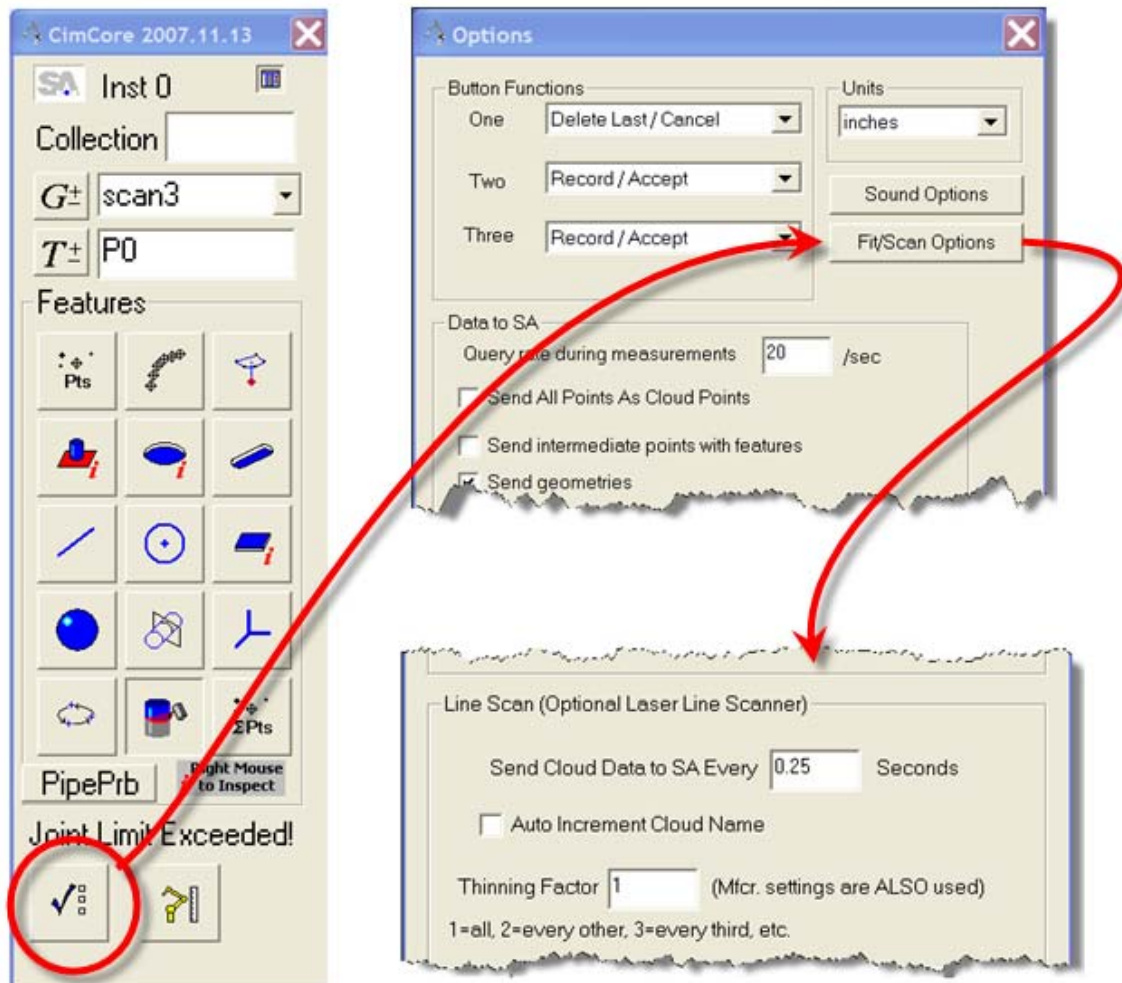 CimCore 2007.11.13
SA Inst 0
Collection
G± scan3
T± P0
Features
Pts
i
i
i
ΣPts
PipePrb
Right Mouse
to Inspect
Joint Limit Exceeded!
Options
Button Functions
One Delete Last / Cancel
Two Record / Accept
Three Record / Accept
Units
inches
Sound Options
Fit/Scan Options
Data to SA
Query rate during measurements 20 /sec
Send All Points As Cloud Points
Send intermediate points with features
Send geometries
Line Scan (Optional Laser Line Scanner)
Send Cloud Data to SA Every 0.25 Seconds
Auto Increment Cloud Name
Thinning Factor 1 (Mfcr. settings are ALSO used)
1=all, 2=every other, 3=every third, etc.